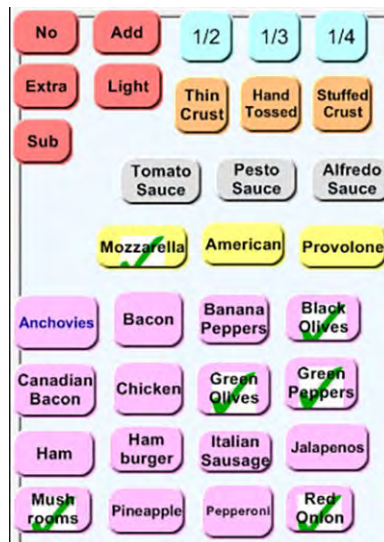 No Add 1/2 1/3 1/4
Extra Light Thin Crust Hand Tossed Stuffed Crust
Sub
Tomato Sauce Pesto Sauce Alfredo Sauce
Mozzarella American Provolone
Anchovies Bacon Banana Peppers Black Olives
Canadian Bacon Chicken Green Olives Green Peppers
Ham Ham burger Italian Sausage Jalapenos
Mush rooms Pineapple Pepperoni Red Onion